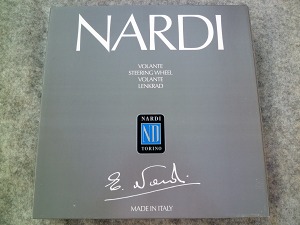 NARDI
VOLANTE
STEERING WHEEL
VOLANTE
LENKRAD
NARDI
ND
TORINO
E. Nardi.
MADE IN ITALY